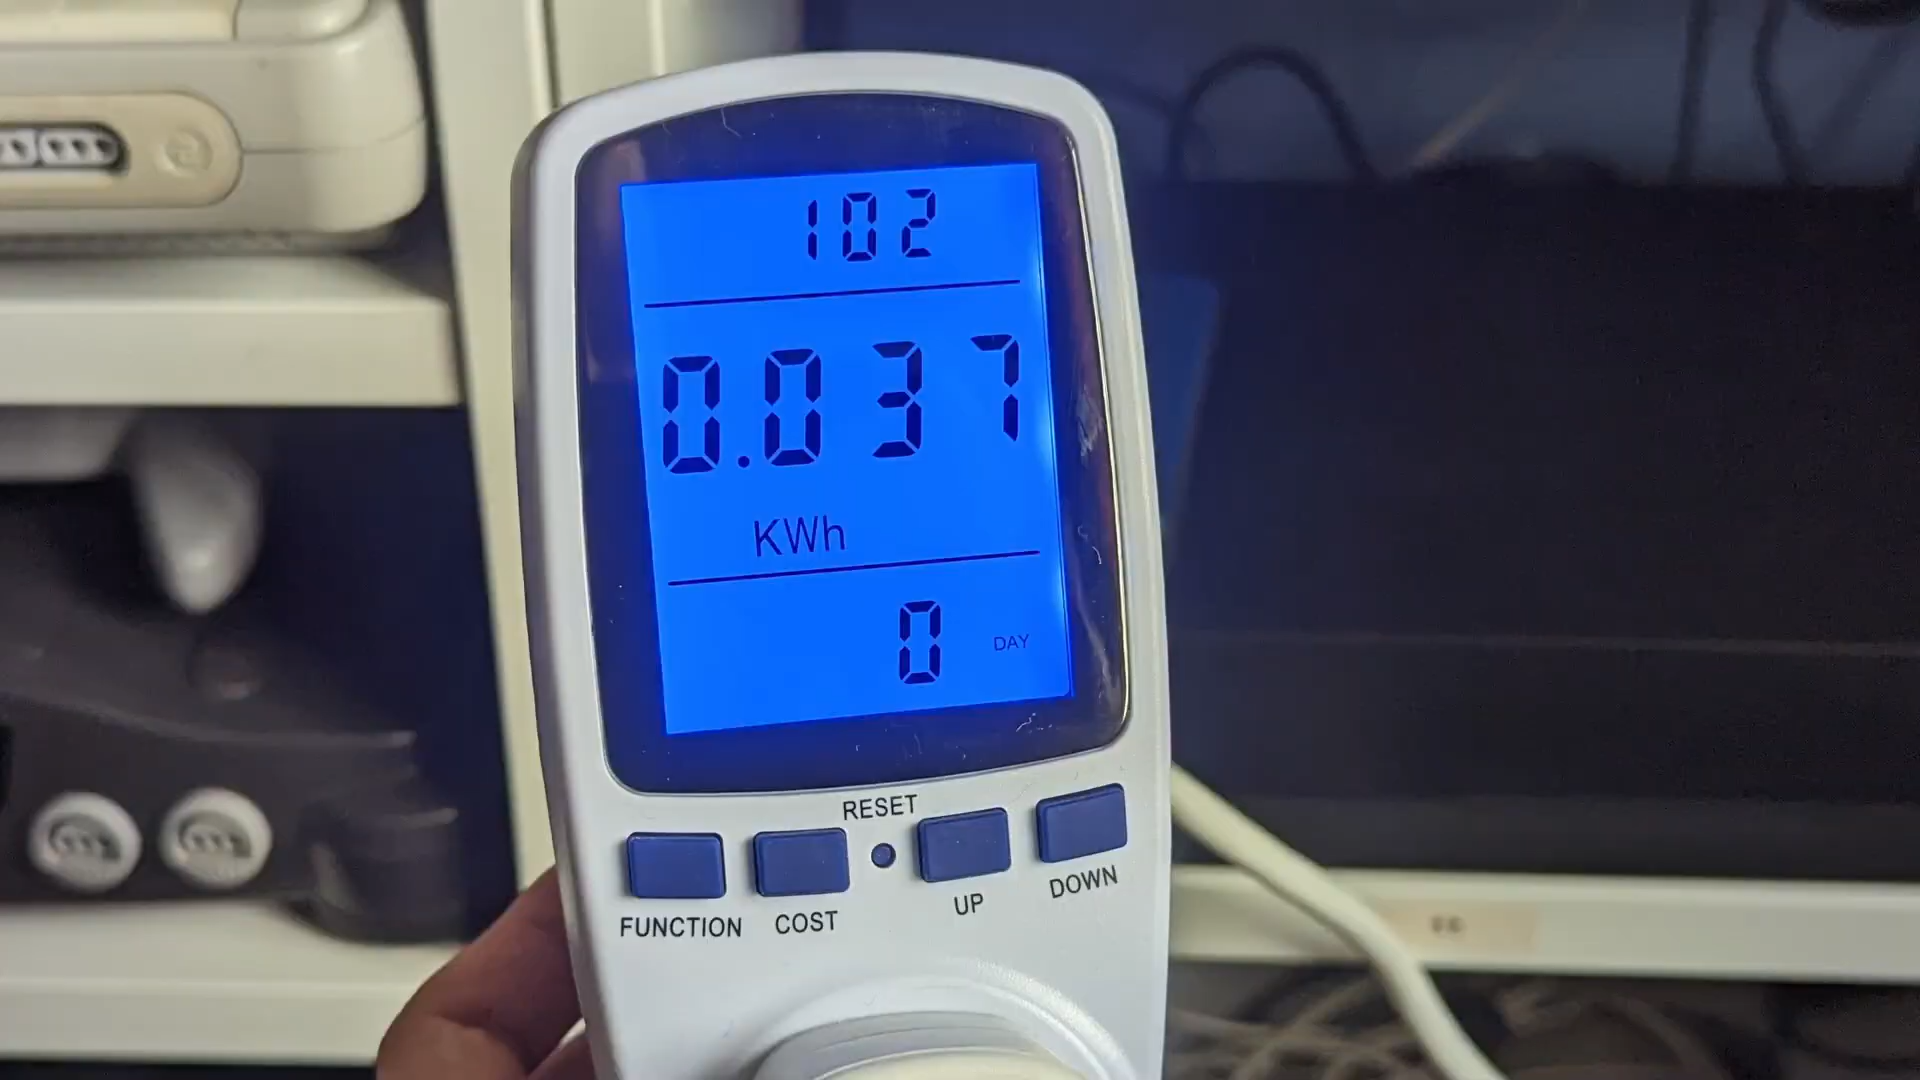 102
0.037
KWh
0 DAY
RESET
FUNCTION COST UP DOWN